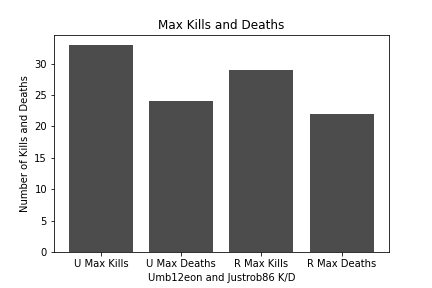 Max Kills and Deaths
Number of Kills and Deaths
30
25
20
15
10
5
0
U Max Kills
U Max Deaths
R Max Kills
R Max Deaths
Umb12eon and Justrob86 K/D